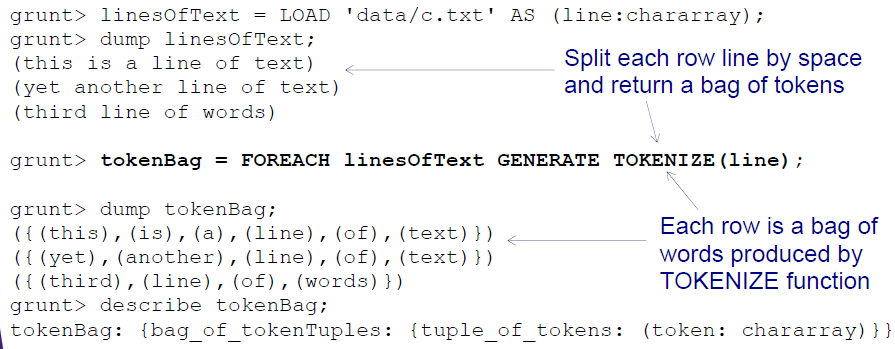 grunt> linesOfText = LOAD 'data/c.txt' AS (line:chararray);
grunt> dump linesOfText;
(this is a line of text)
(yet another line of text)
(third line of words)
Split each row line by space
and return a bag of tokens
grunt> tokenBag = FOREACH linesOfText GENERATE TOKENIZE(line);
grunt> dump tokenBag;
({(this),(is),(a),(line),(of),(text)})
({(yet),(another),(line),(of),(text)})
({(third),(line),(of),(words)})
Each row is a bag of
words produced by
TOKENIZE function
grunt> describe tokenBag;
tokenBag: {bag_of_tokenTuples: {tuple_of_tokens: (token: chararray)}}